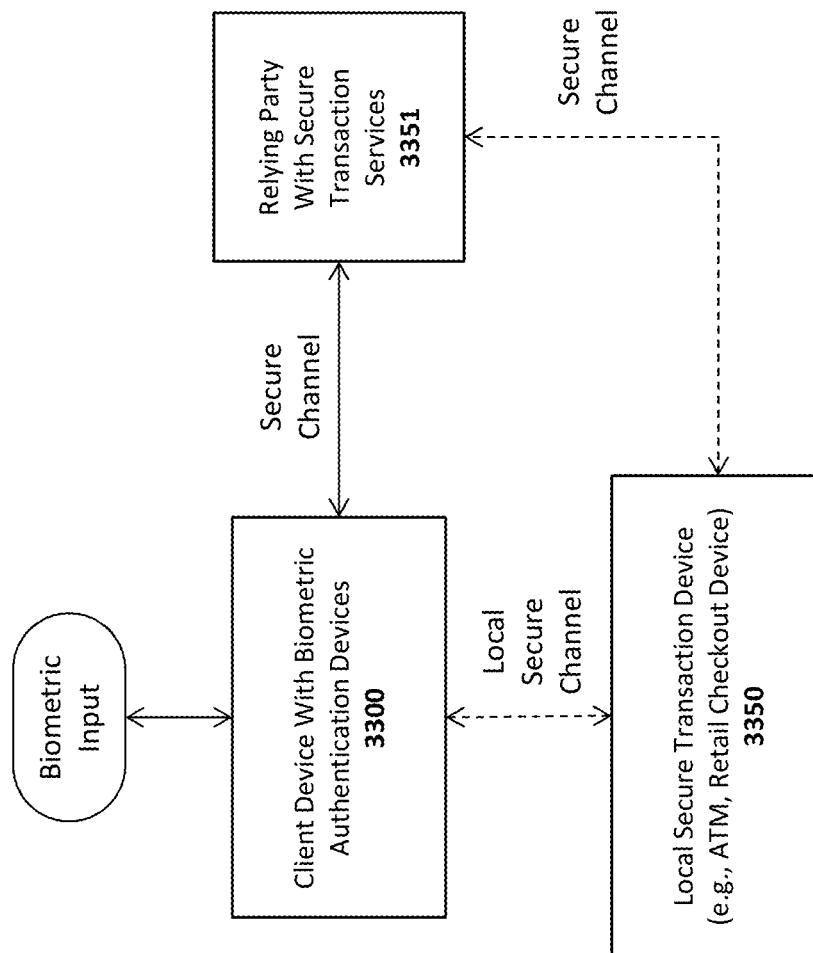 Biometric
Input
Client Device With Biometric
Authentication Devices
3300
Secure
Channel
Relying Party
With Secure
Transaction
Services
3351
Local
Secure
Channel
Secure
Channel
Local Secure Transaction Device
(e.g., ATM, Retail Checkout Device)
3350